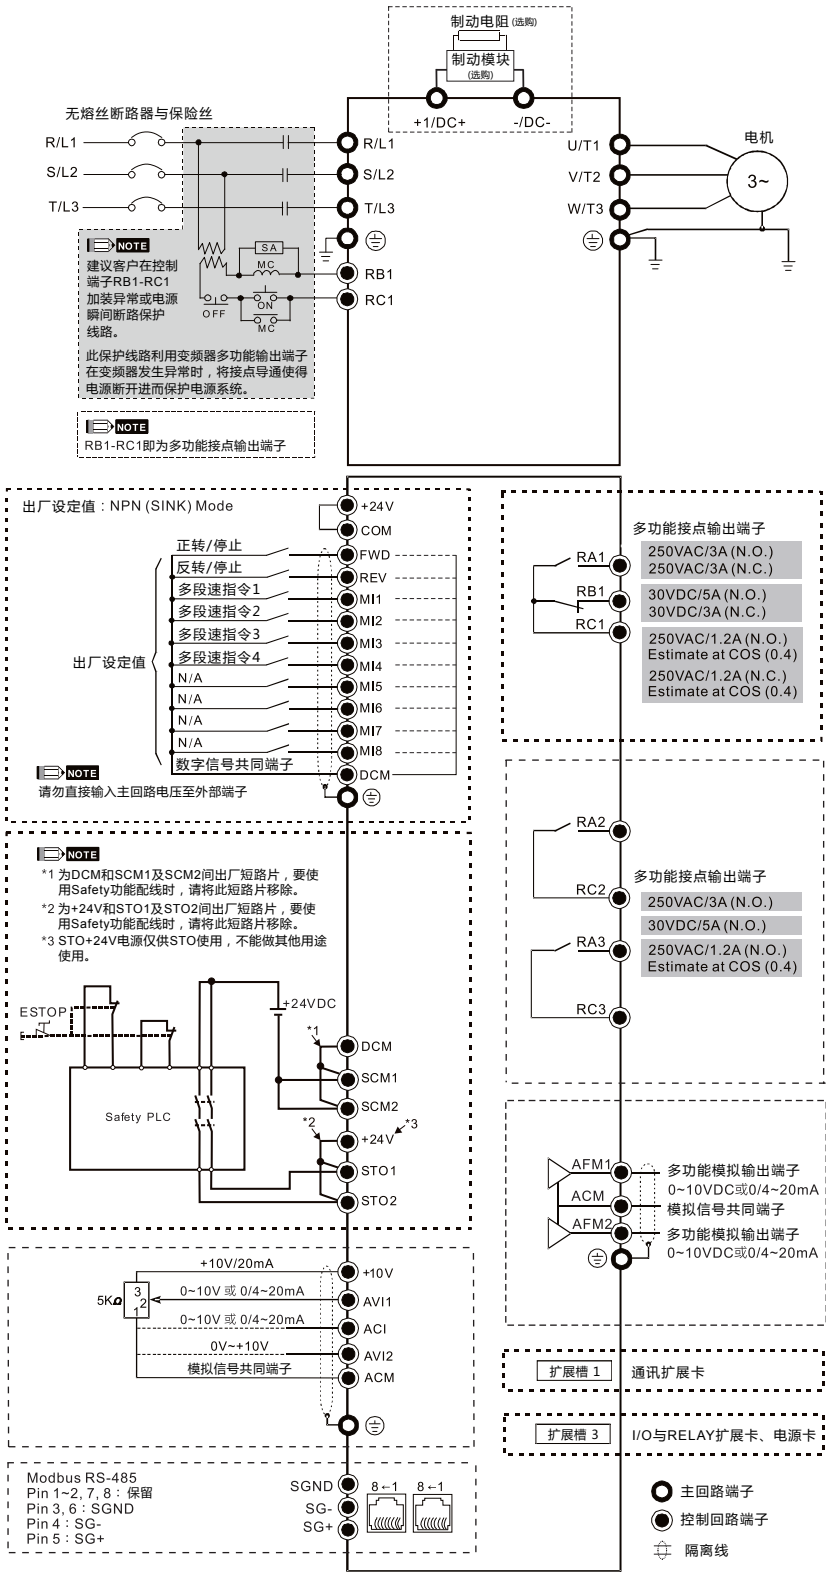 制动电阻 (选购)
制动模块
(选购)
+1/DC+
-/DC-
无熔丝断路器与保险丝
R/L1
R/L1
S/L2
S/L2
T/L3
T/L3
U/T1
V/T2
W/T3
电机
3~
NOTE
建议客户在控制
端子RB1-RC1
加装异常或电源
瞬间断路保护
线路。
SA
MC
OFF
ON
MC
RB1
RC1
此保护线路利用变频器多功能输出端子
在变频器发生异常时，将接点导通使得
电源断开进而保护电源系统。
NOTE
RB1-RC1即为多功能接点输出端子
出厂设定值：NPN (SINK) Mode
+24V
COM
出厂设定值
正转/停止
FWD
反转/停止
REV
多段速指令1
MI1
多段速指令2
MI2
多段速指令3
MI3
多段速指令4
MI4
N/A
MI5
N/A
MI6
N/A
MI7
N/A
MI8
数字信号共同端子
DCM
NOTE
请勿直接输入主回路电压至外部端子
RA1
RB1
RC1
多功能接点输出端子
250VAC/3A (N.O.)
250VAC/3A (N.C.)
30VDC/5A (N.O.)
30VDC/3A (N.C.)
250VAC/1.2A (N.O.)
Estimate at COS (0.4)
250VAC/1.2A (N.C.)
Estimate at COS (0.4)
NOTE
*1 为DCM和SCM1及SCM2间出厂短路片，要使
用Safety功能配线时，请将此短路片移除。
*2 为+24V和STO1及STO2间出厂短路片，要使
用Safety功能配线时，请将此短路片移除。
*3 STO+24V电源仅供STO使用，不能做其他用途
使用。
ESTOP
+24VDC
Safety PLC
*1
DCM
SCM1
SCM2
*2
*3
+24V
STO1
STO2
RA2
RC2
RA3
RC3
多功能接点输出端子
250VAC/3A (N.O.)
30VDC/5A (N.O.)
250VAC/1.2A (N.O.)
Estimate at COS (0.4)
AFM1
ACM
AFM2
多功能模拟输出端子
0~10VDC或0/4~20mA
模拟信号共同端子
多功能模拟输出端子
0~10VDC或0/4~20mA
5KΩ
3
2
1
+10V/20mA
+10V
0~10V 或 0/4~20mA
AVI1
0~10V 或 0/4~20mA
ACI
0V~+10V
AVI2
模拟信号共同端子
ACM
扩展槽 1
通讯扩展卡
扩展槽 3
I/O与RELAY扩展卡、电源卡
Modbus RS-485
Pin 1~2, 7, 8：保留
Pin 3, 6：SGND
Pin 4：SG-
Pin 5：SG+
SGND
SG-
SG+
8←1
8←1
主回路端子
控制回路端子
隔离线